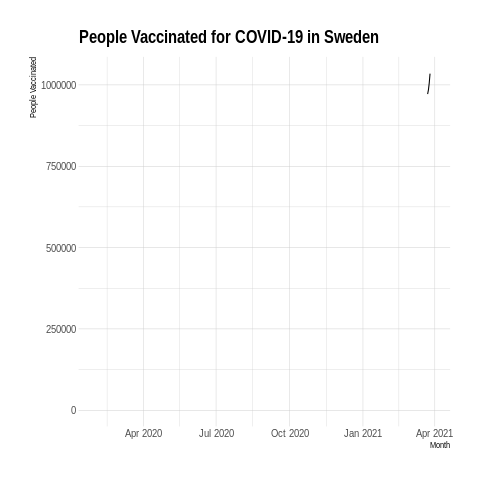 People Vaccinated for COVID-19 in Sweden
People Vaccinated
1000000
750000
500000
250000
0
Apr 2020 Jul 2020 Oct 2020 Jan 2021 Apr 2021
Month